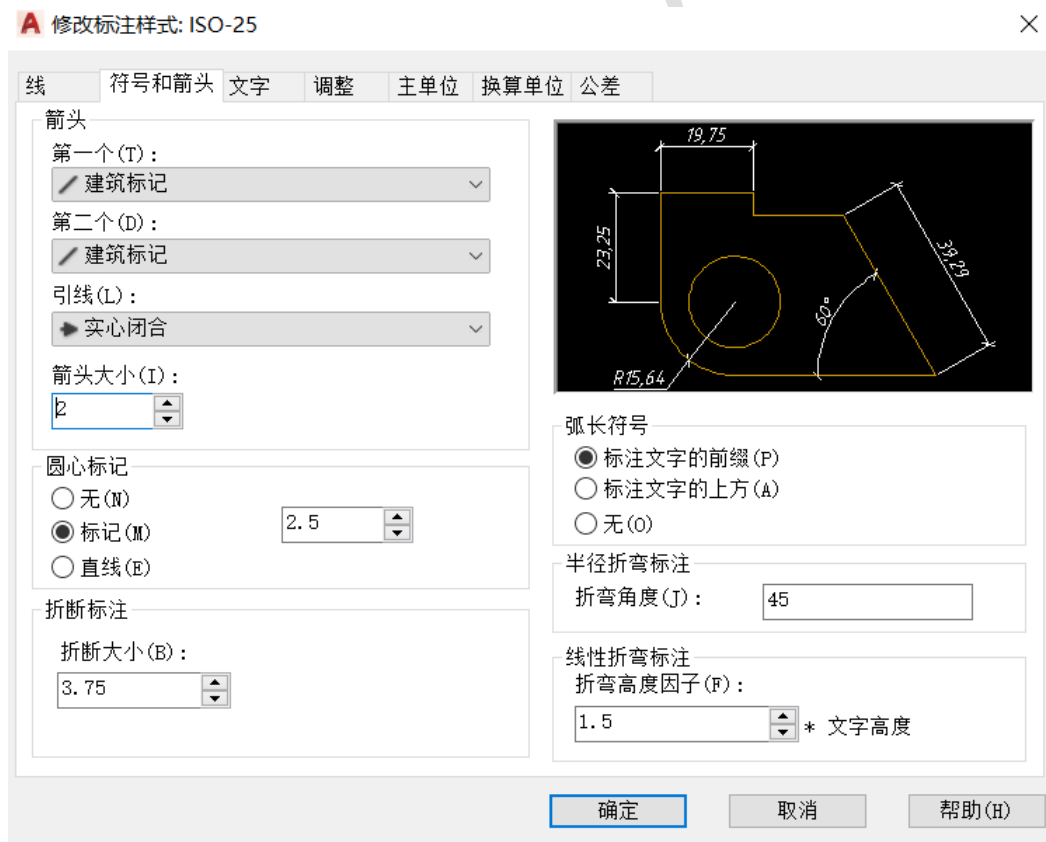 修改标注样式: ISO-25
线 符号和箭头 文字 调整 主单位 换算单位 公差
箭头
第一个(T):
建筑标记
第二个(D):
建筑标记
引线(L):
实心闭合
箭头大小(I):
2
圆心标记
无(N)
标记(M)
2.5
直线(E)
折断标注
折断大小(B):
3.75
19,75
23,25
39,29
60°
R15,64
弧长符号
标注文字的前缀(P)
标注文字的上方(A)
无(O)
半径折弯标注
折弯角度(J): 45
线性折弯标注
折弯高度因子(F):
1.5 * 文字高度
确定 取消 帮助(H)